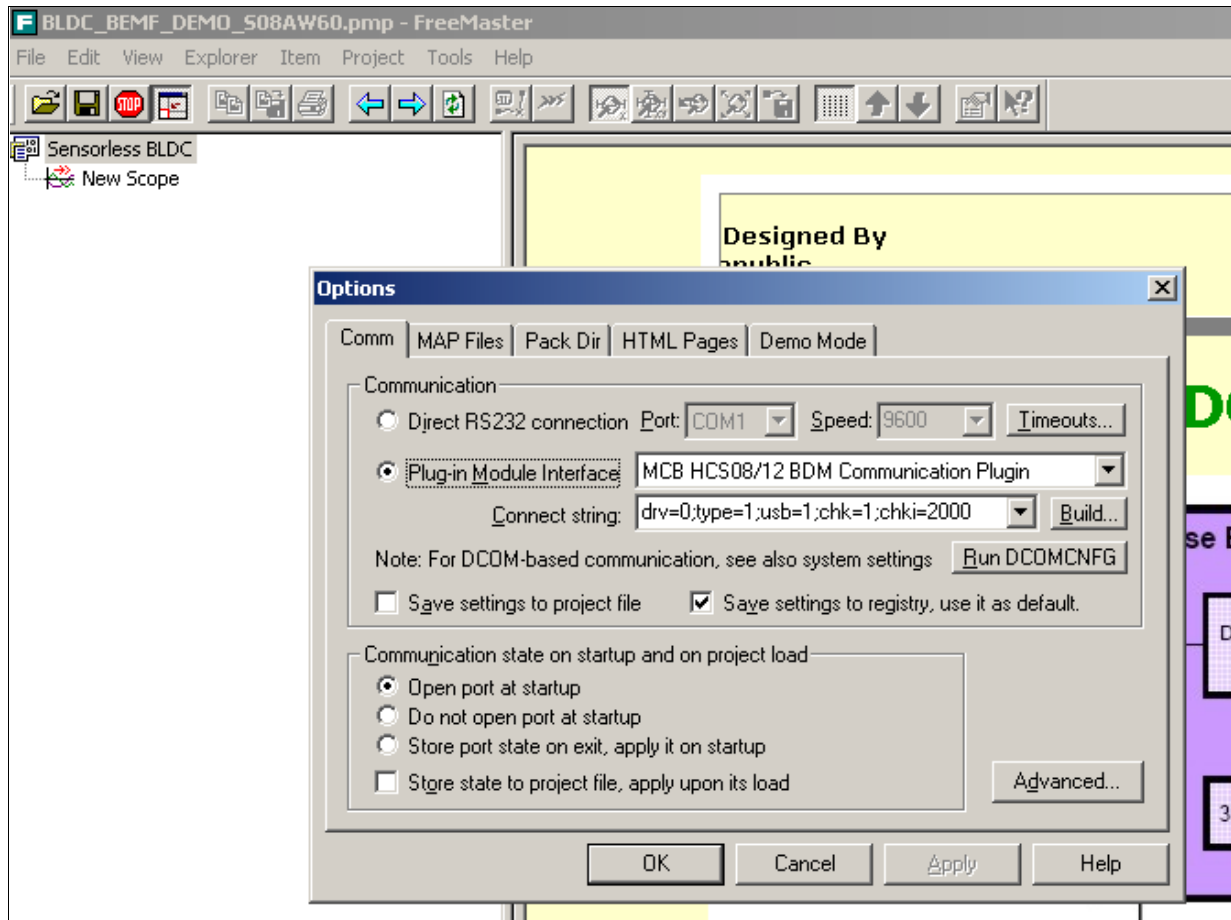 BLDC_BEMF_DEMO_S08AW60.pmp - FreeMaster
File Edit View Explorer Item Project Tools Help
STOP
Sensorless BLDC
New Scope
Designed By
Options
Comm MAP Files Pack Dir HTML Pages Demo Mode
Communication
Direct RS232 connection Port: COM1 Speed: 9600 Timeouts...
Plug-in Module Interface MCB HCS08/12 BDM Communication Plugin
Connect string: drv=0;type=1;usb=1;chk=1;chki=2000 Build...
Note: For DCOM-based communication, see also system settings Run DCOMCNFG
Save settings to project file Save settings to registry, use it as default.
Communication state on startup and on project load
Open port at startup
Do not open port at startup
Store port state on exit, apply it on startup
Store state to project file, apply upon its load
Advanced...
OK Cancel Apply Help
se
3